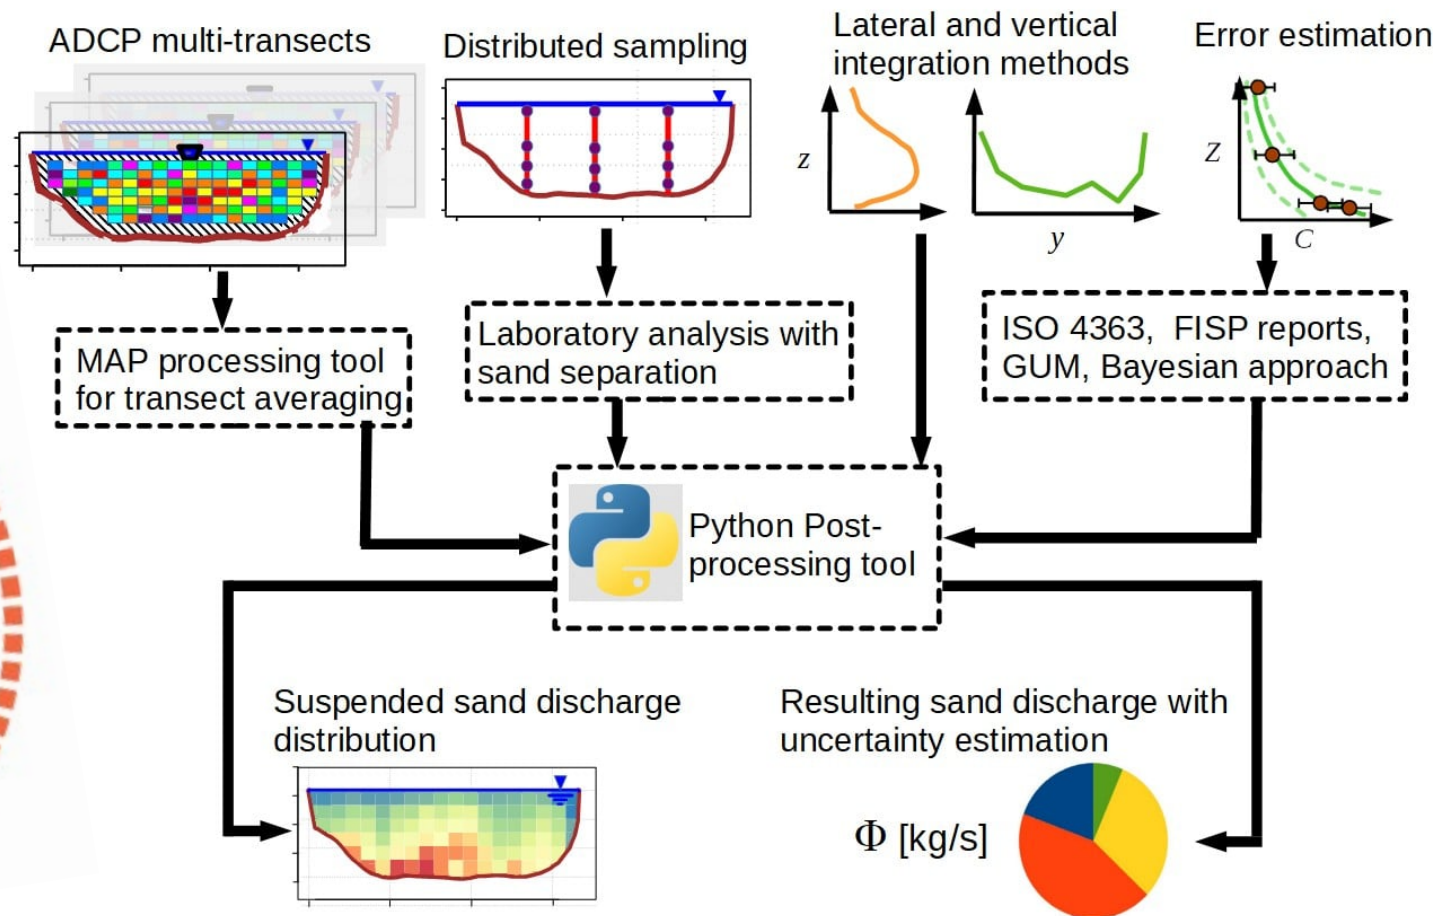 ADCP multi-transects
Distributed sampling
Lateral and vertical
integration methods
Error estimation
z
y
Z
C
MAP processing tool
for transect averaging
Laboratory analysis with
sand separation
ISO 4363, FISP reports,
GUM, Bayesian approach
Python Post-
processing tool
Suspended sand discharge
distribution
Resulting sand discharge with
uncertainty estimation
Φ [kg/s]